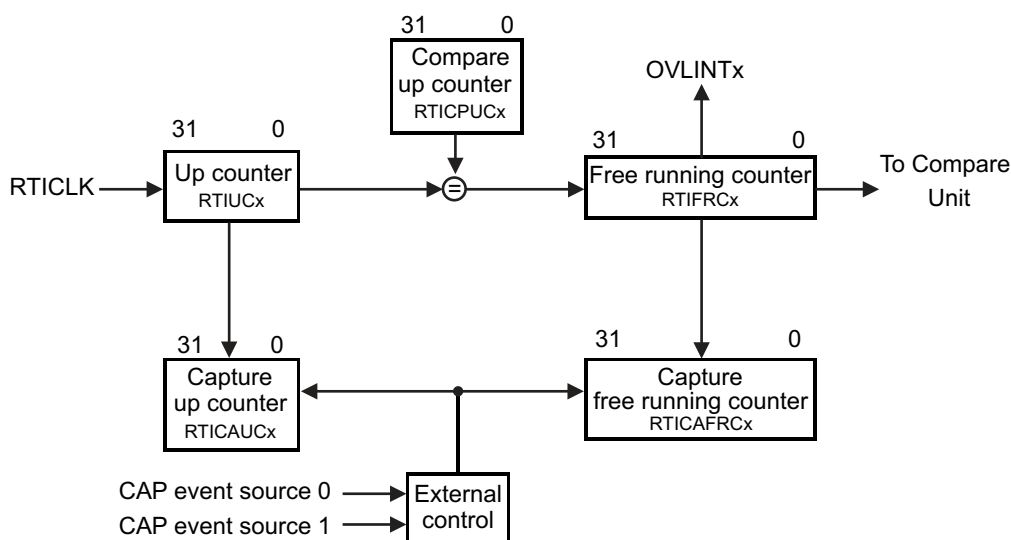 31 0
Compare
up counter
RTICPUCx
OVLINTx
31 0
Up counter
RTIUCx
RTICLK
=
31 0
Free running counter
RTIFRCx
To Compare
Unit
31 0
Capture
up counter
RTICAUCx
31 0
Capture
free running counter
RTICAFRCx
CAP event source 0
CAP event source 1
External
control